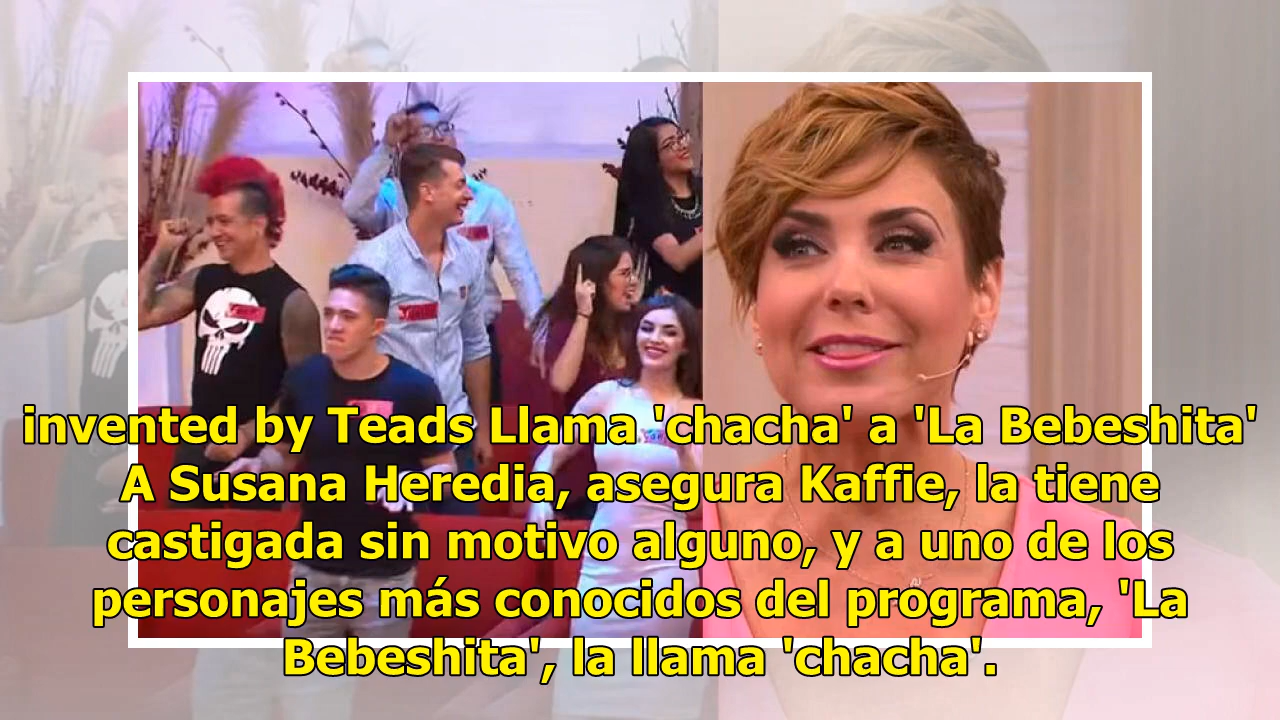 invented by Teads Llama 'chacha' a 'La Bebeshita'
A Susana Heredia, asegura Kaffie, la tiene
castigada sin motivo alguno, y a uno de los
personajes más conocidos del programa, 'La
Bebeshita', la llama 'chacha'.